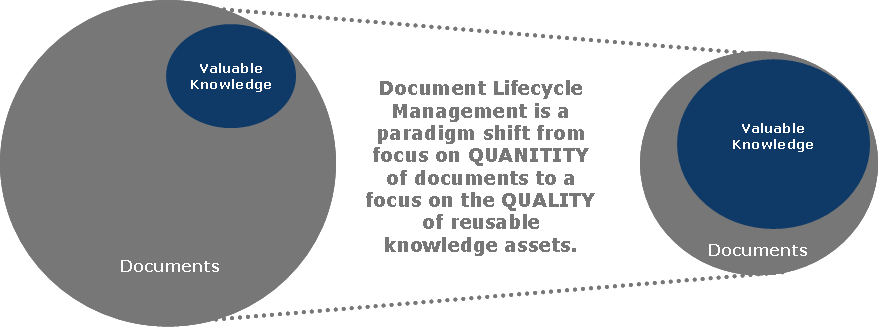 Valuable
Knowledge
Documents
Document Lifecycle
Management is a
paradigm shift from
focus on QUANITITY
of documents to a
focus on the QUALITY
of reusable
knowledge assets.
Valuable
Knowledge
Documents